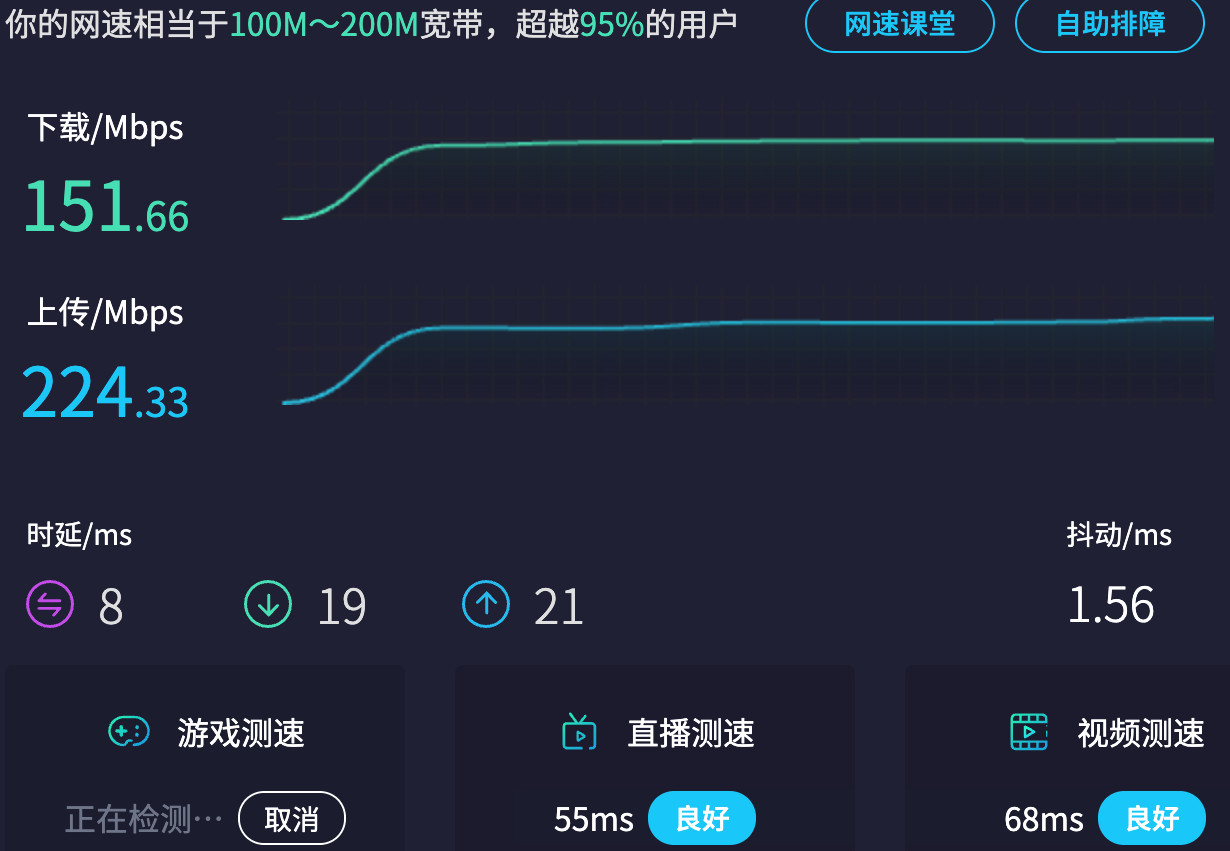 你的网速相当于100M～200M宽带，超越95%的用户
网速课堂
自助排障
下载/Mbps
151.66
上传/Mbps
224.33
时延/ms
抖动/ms
8
19
21
1.56
游戏测速
直播测速
视频测速
正在检测…
取消
55ms
良好
68ms
良好